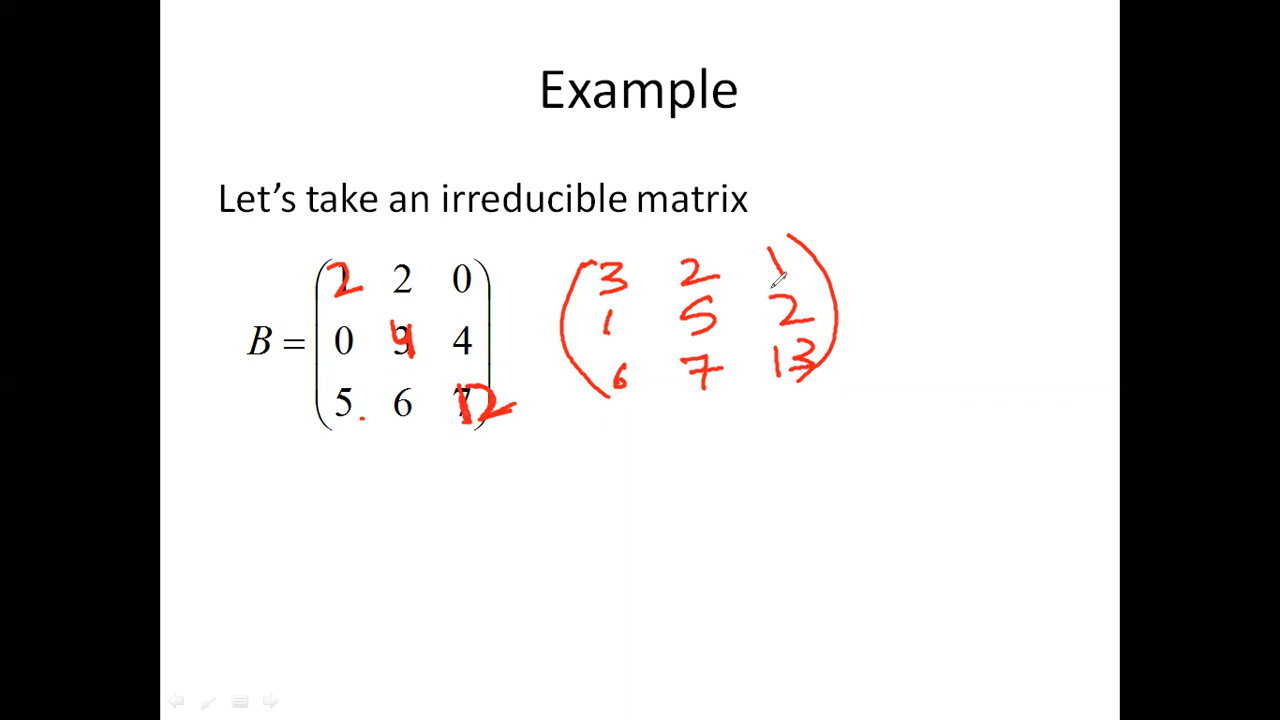 Example
Let's take an irreducible matrix
2 2 0 3 2 1
B = 0 4 4 1 5 2
5 6 12 6 7 13